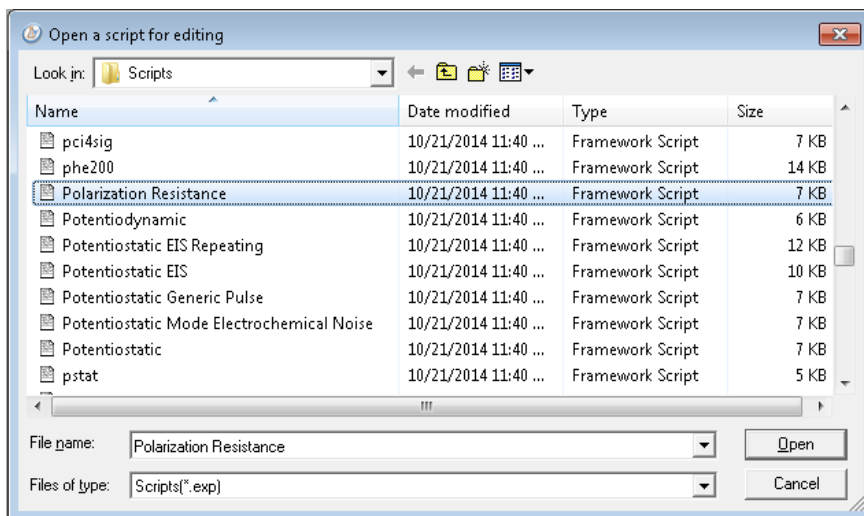 Open a script for editing
Look in: Scripts
Name Date modified Type Size
pci4sig 10/21/2014 11:40 ... Framework Script 7 KB
phe200 10/21/2014 11:40 ... Framework Script 14 KB
Polarization Resistance 10/21/2014 11:40 ... Framework Script 7 KB
Potentiodynamic 10/21/2014 11:40 ... Framework Script 6 KB
Potentiostatic EIS Repeating 10/21/2014 11:40 ... Framework Script 12 KB
Potentiostatic EIS 10/21/2014 11:40 ... Framework Script 10 KB
Potentiostatic Generic Pulse 10/21/2014 11:40 ... Framework Script 7 KB
Potentiostatic Mode Electrochemical Noise 10/21/2014 11:40 ... Framework Script 7 KB
Potentiostatic 10/21/2014 11:40 ... Framework Script 7 KB
pstat 10/21/2014 11:40 ... Framework Script 5 KB
File name: Polarization Resistance Open
Files of type: Scripts(*.exp) Cancel